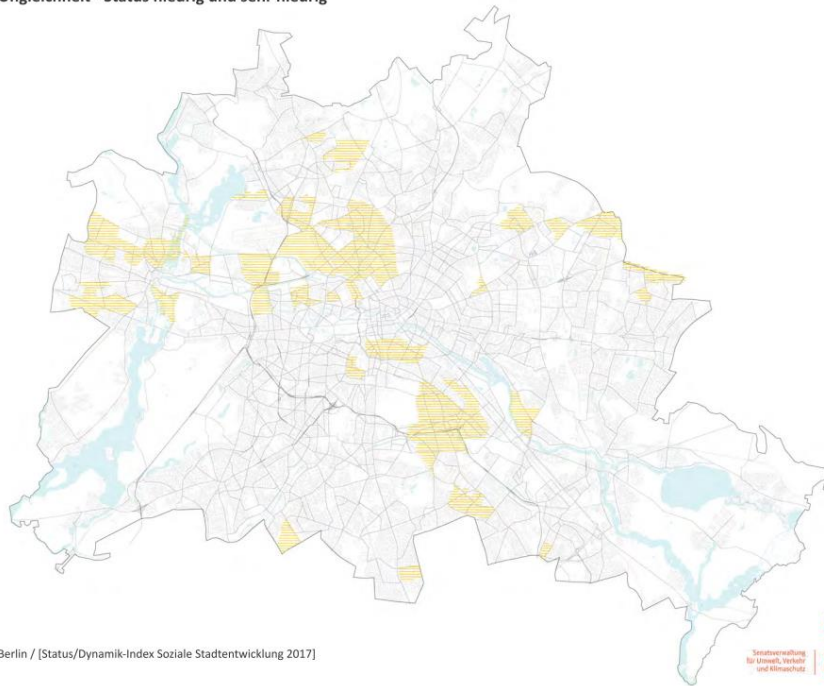 Ungleichheit - Status niedrig und sehr niedrig
Berlin / [Status/Dynamik-Index Soziale Stadtentwicklung 2017]
Senatsverwaltung
für Umwelt, Verkehr
und Klimaschutz